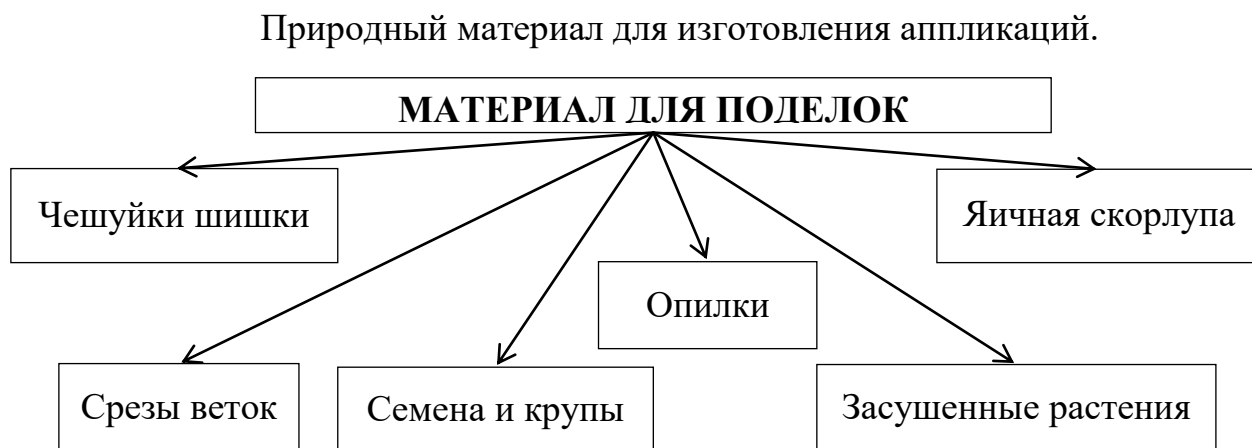 Природный материал для изготовления аппликаций.
МАТЕРИАЛ ДЛЯ ПОДЕЛОК
Чешуйки шишки
Яичная скорлупа
Опилки
Срезы веток
Семена и крупы
Засушенные растения